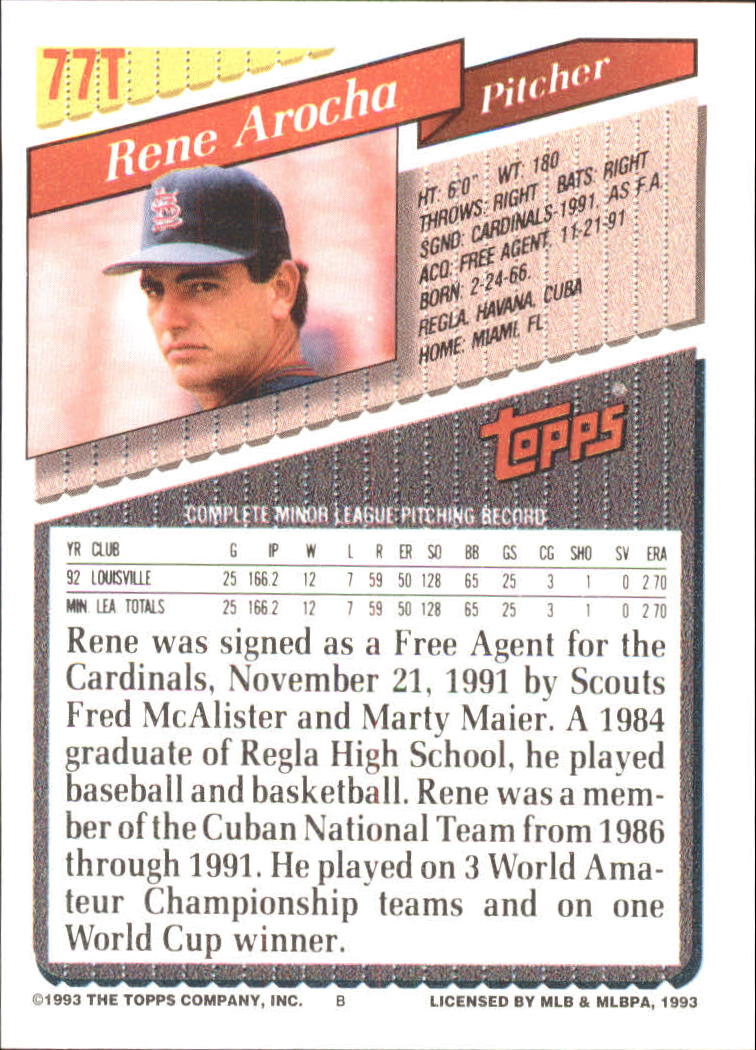 77T
Rene Arocha
Pitcher
HT: 6'0" WT: 180
THROWS: RIGHT BATS: RIGHT
SGND: CARDINALS-1991, AS F.A.
ACQ: FREE AGENT, 11-21-91
BORN: 2-24-66,
REGLA, HAVANA, CUBA
HOME: MIAMI, FL
TOPPS
COMPLETE MINOR LEAGUE PITCHING RECORD
YR CLUB G IP W L R ER SO BB GS CG SHO SV ERA
92 LOUISVILLE 25 166.2 12 7 59 50 128 65 25 3 1 0 2.70
MIN. LEA. TOTALS 25 166.2 12 7 59 50 128 65 25 3 1 0 2.70
Rene was signed as a Free Agent for the
Cardinals, November 21, 1991 by Scouts
Fred McAlister and Marty Maier. A 1984
graduate of Regla High School, he played
baseball and basketball. Rene was a mem-
ber of the Cuban National Team from 1986
through 1991. He played on 3 World Ama-
teur Championship teams and on one
World Cup winner.
©1993 THE TOPPS COMPANY, INC. B LICENSED BY MLB & MLBPA, 1993